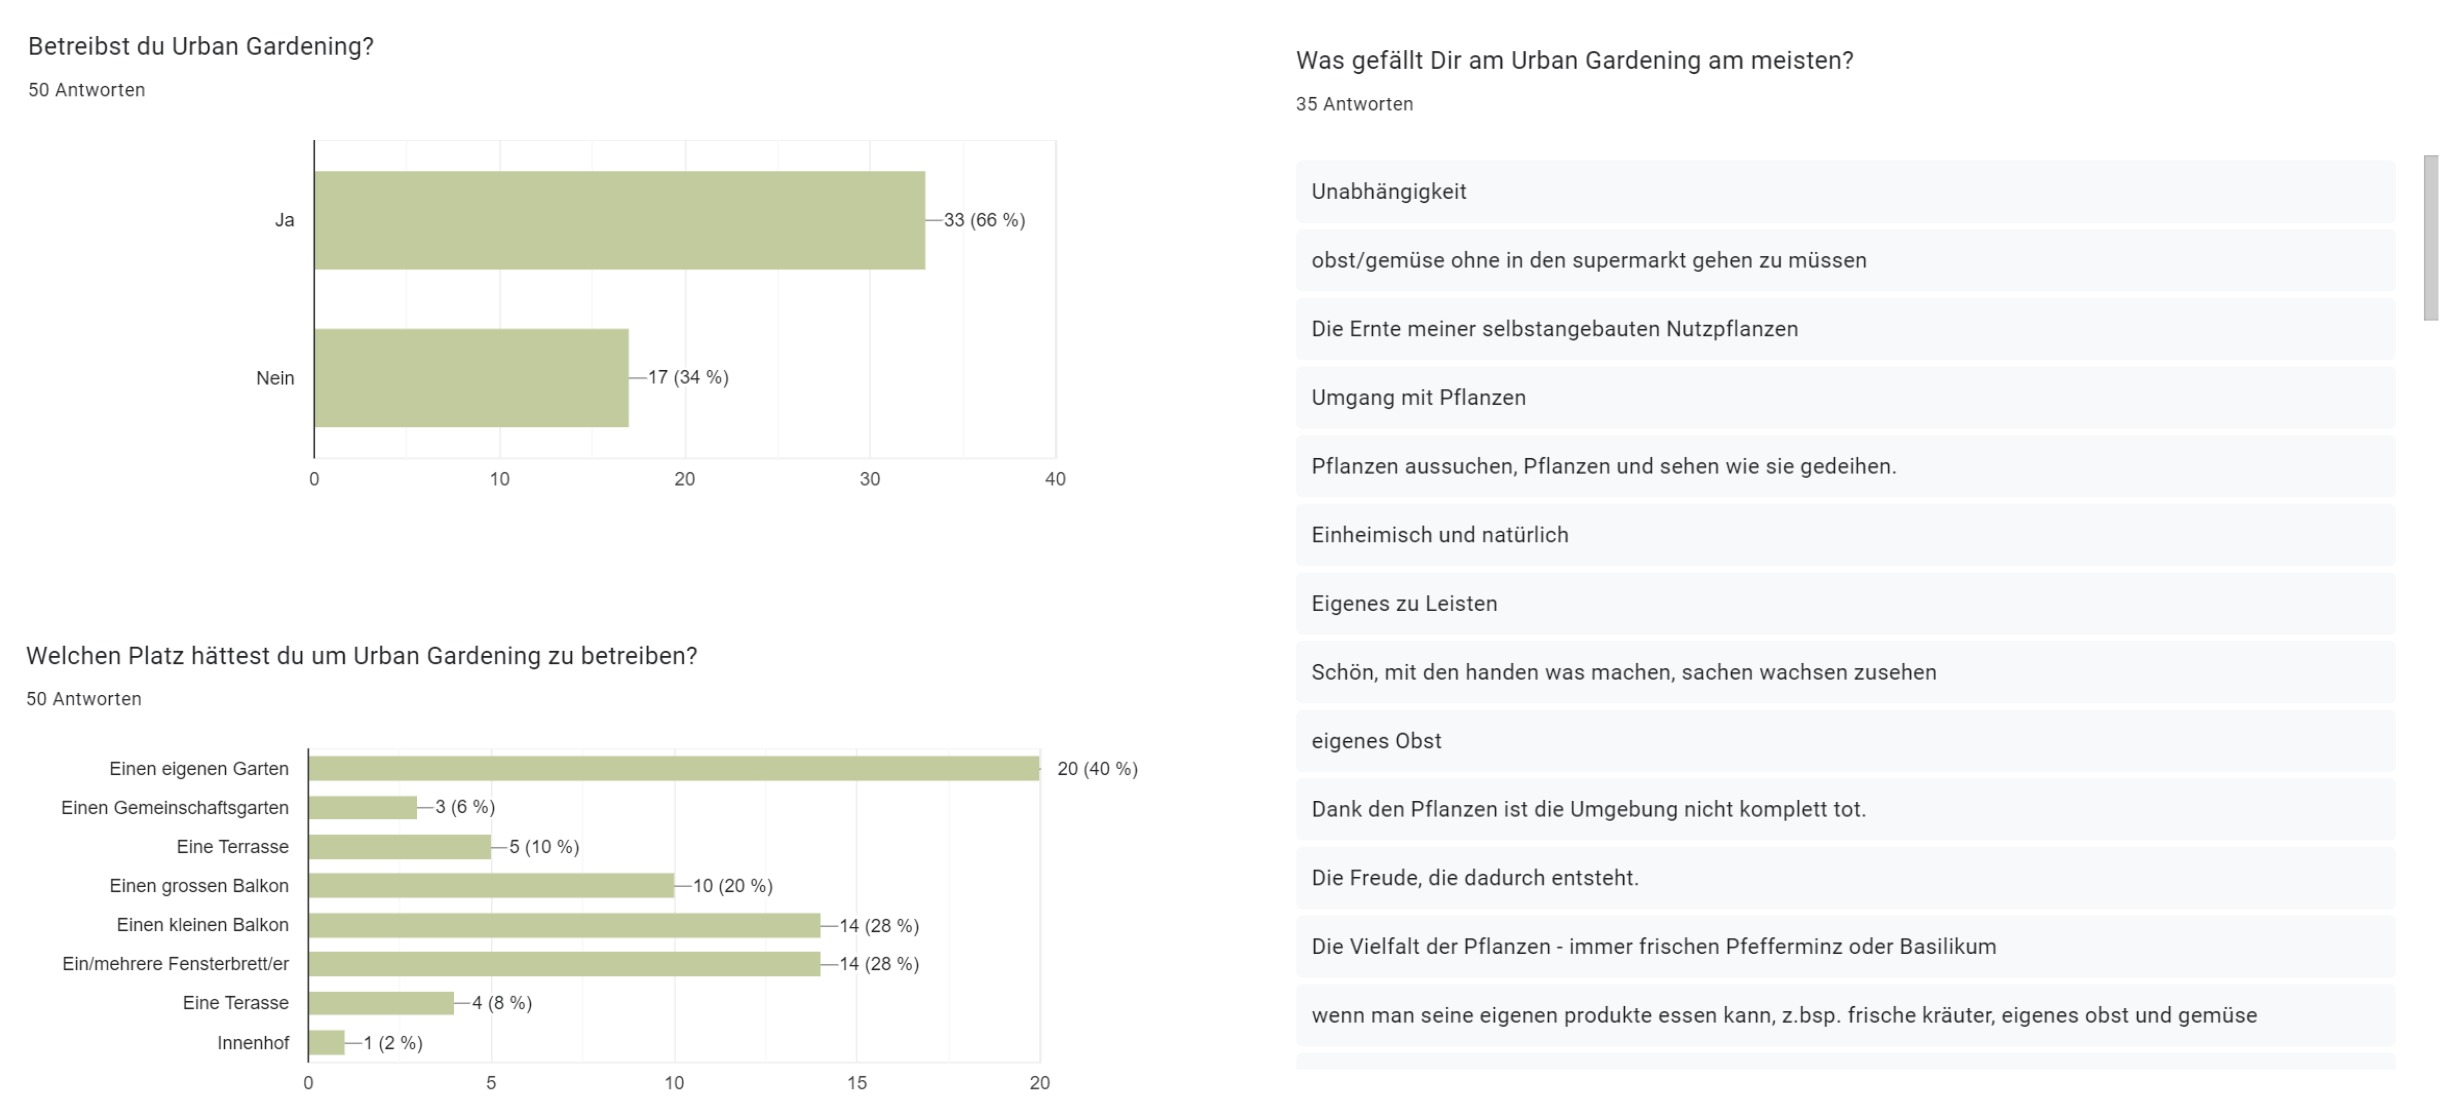 Betreibst du Urban Gardening?
50 Antworten
Ja
33 (66 %)
Nein
17 (34 %)
0 10 20 30 40
Welchen Platz hättest du um Urban Gardening zu betreiben?
50 Antworten
Einen eigenen Garten 20 (40 %)
Einen Gemeinschaftsgarten 3 (6 %)
Eine Terrasse 5 (10 %)
Einen grossen Balkon 10 (20 %)
Einen kleinen Balkon 14 (28 %)
Ein/mehrere Fensterbrett/er 14 (28 %)
Eine Terasse 4 (8 %)
Innenhof 1 (2 %)
0 5 10 15 20
Was gefällt Dir am Urban Gardening am meisten?
35 Antworten
Unabhängigkeit
obst/gemüse ohne in den supermarkt gehen zu müssen
Die Ernte meiner selbstangebauten Nutzpflanzen
Umgang mit Pflanzen
Pflanzen aussuchen, Pflanzen und sehen wie sie gedeihen.
Einheimisch und natürlich
Eigenes zu Leisten
Schön, mit den handen was machen, sachen wachsen zusehen
eigenes Obst
Dank den Pflanzen ist die Umgebung nicht komplett tot.
Die Freude, die dadurch entsteht.
Die Vielfalt der Pflanzen - immer frischen Pfefferminz oder Basilikum
wenn man seine eigenen produkte essen kann, z.bsp. frische kräuter, eigenes obst und gemüse